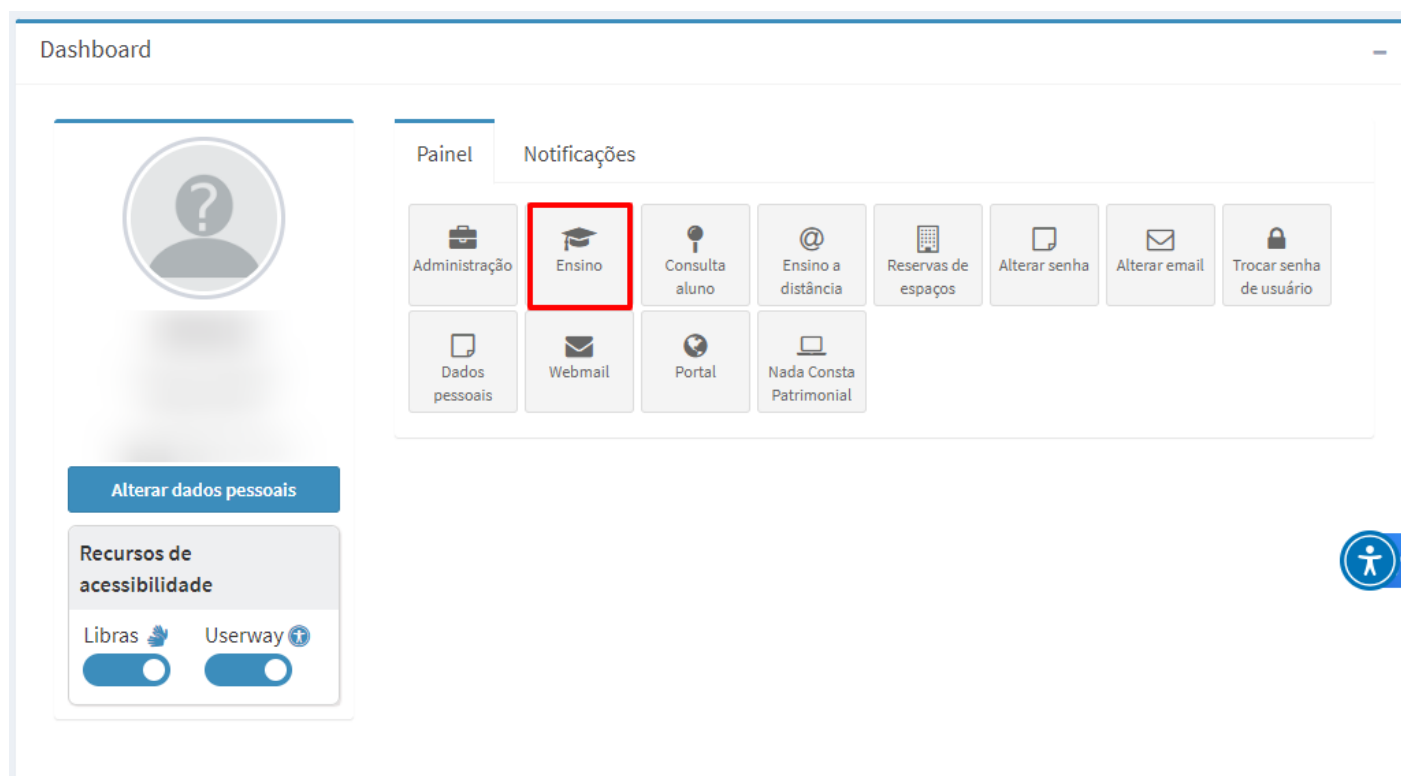 Dashboard
Painel
Notificações
Administração
Ensino
Consulta
aluno
Ensino a
distância
Reservas de
espaços
Alterar senha
Alterar email
Trocar senha
de usuário
Dados
pessoais
Webmail
Portal
Nada Consta
Patrimonial
Alterar dados pessoais
Recursos de
acessibilidade
Libras
Userway